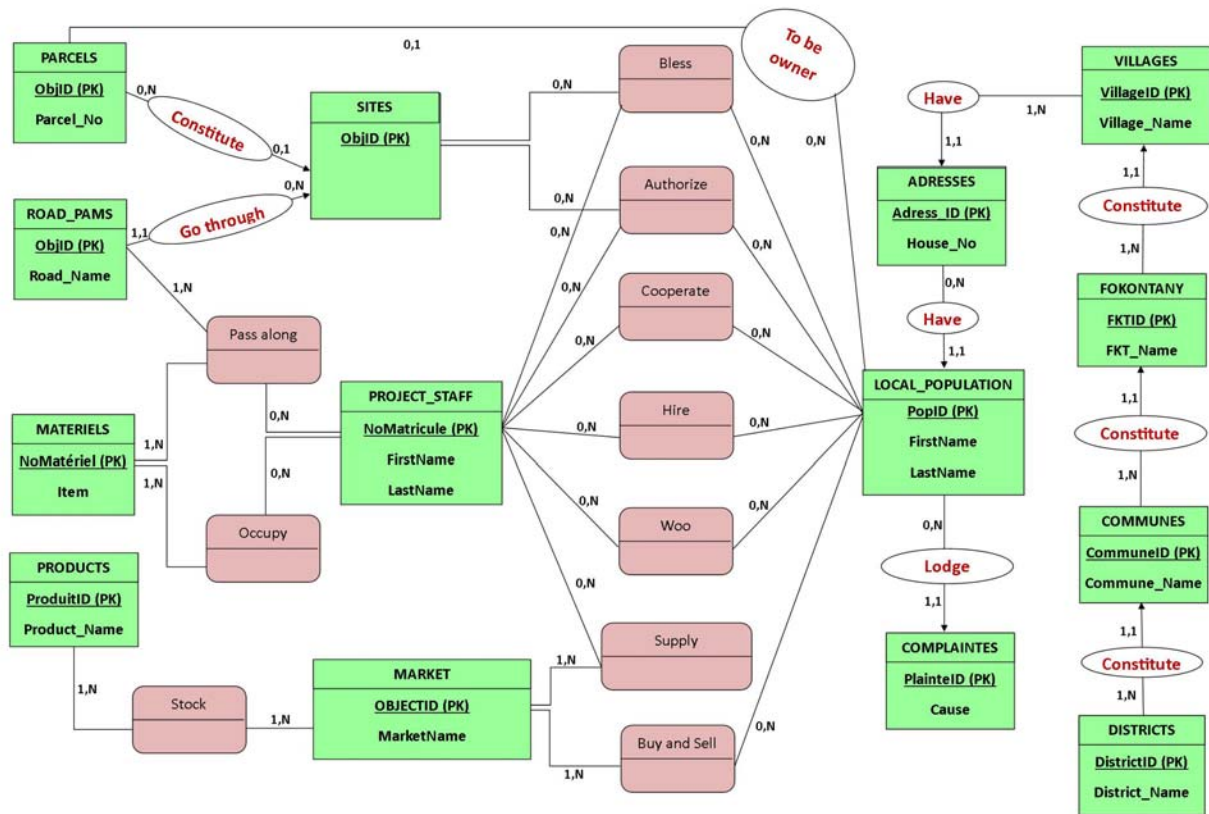 0,1
To be
owner
PARCELS
ObjID (PK)
Parcel_No
0,N
Constitute
0,1
SITES
ObjID (PK)
0,N
0,N
Bless
0,N
0,N
0,N
VILLAGES
VillageID (PK)
Village_Name
Have
1,N
1,1
ROAD_PAMS
ObjID (PK)
Road_Name
1,1
Go through
0,N
1,N
Authorize
0,N
0,N
ADRESSES
Adress_ID (PK)
House_No
0,N
Have
1,1
1,1
Constitute
1,N
Pass along
0,N
1,N
Cooperate
0,N
0,N
FOKONTANY
FKTID (PK)
FKT_Name
1,1
Constitute
1,N
MATERIELS
NoMatériel (PK)
Item
1,N
Occupy
0,N
PROJECT_STAFF
NoMatricule (PK)
FirstName
LastName
Hire
0,N
0,N
LOCAL_POPULATION
PopID (PK)
FirstName
LastName
0,N
Lodge
1,1
Woo
0,N
0,N
COMMUNES
CommuneID (PK)
Commune_Name
1,1
Constitute
1,N
PRODUCTS
ProduitID (PK)
Product_Name
1,N
Stock
1,N
MARKET
OBJECTID (PK)
MarketName
0,N
1,N
Supply
1,N
Buy and Sell
0,N
COMPLAINTES
PlainteID (PK)
Cause
DISTRICTS
DistrictID (PK)
District_Name